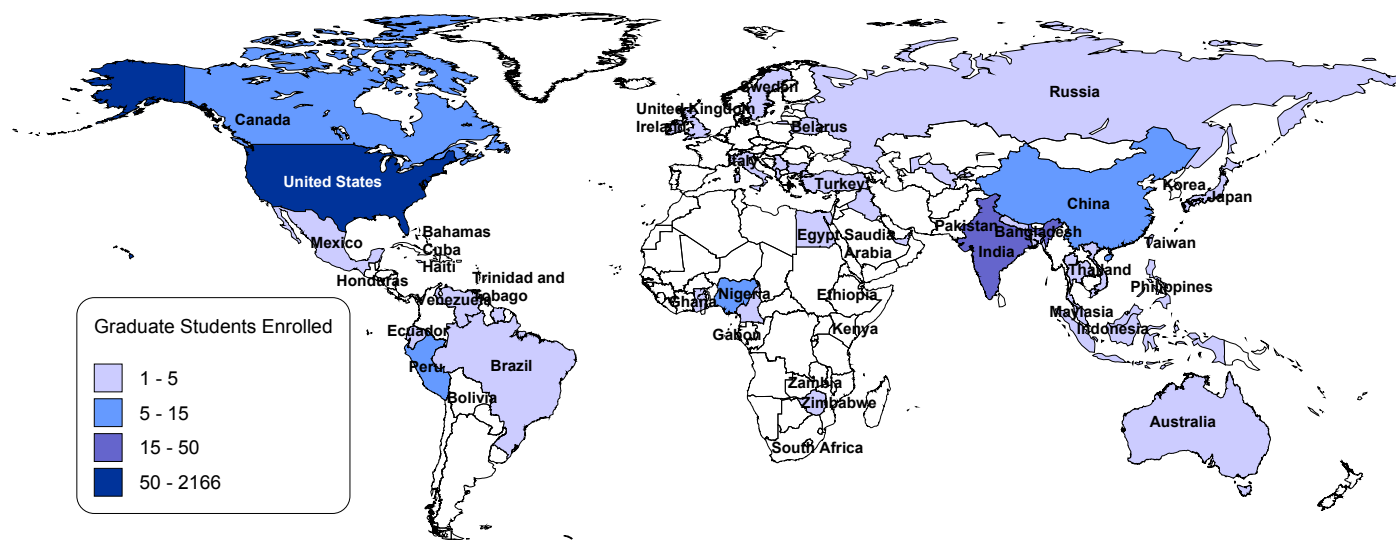 Sweden
Russia
United Kingdom
Canada
Ireland
Belarus
Italy
United States
Turkey
Korea
Japan
China
Pakistan
Bangladesh
Bahamas
Egypt
Saudi
Arabia
Mexico
Cuba
India
Taiwan
Haiti
Honduras
Trinidad and
Tobago
Thailand
Venezuela
Ghana
Nigeria
Ethiopia
Philippines
Maylasia
Indonesia
Ecuador
Gabon
Kenya
Peru
Brazil
Zambia
Bolivia
Zimbabwe
Australia
South Africa
Graduate Students Enrolled
1 - 5
5 - 15
15 - 50
50 - 2166